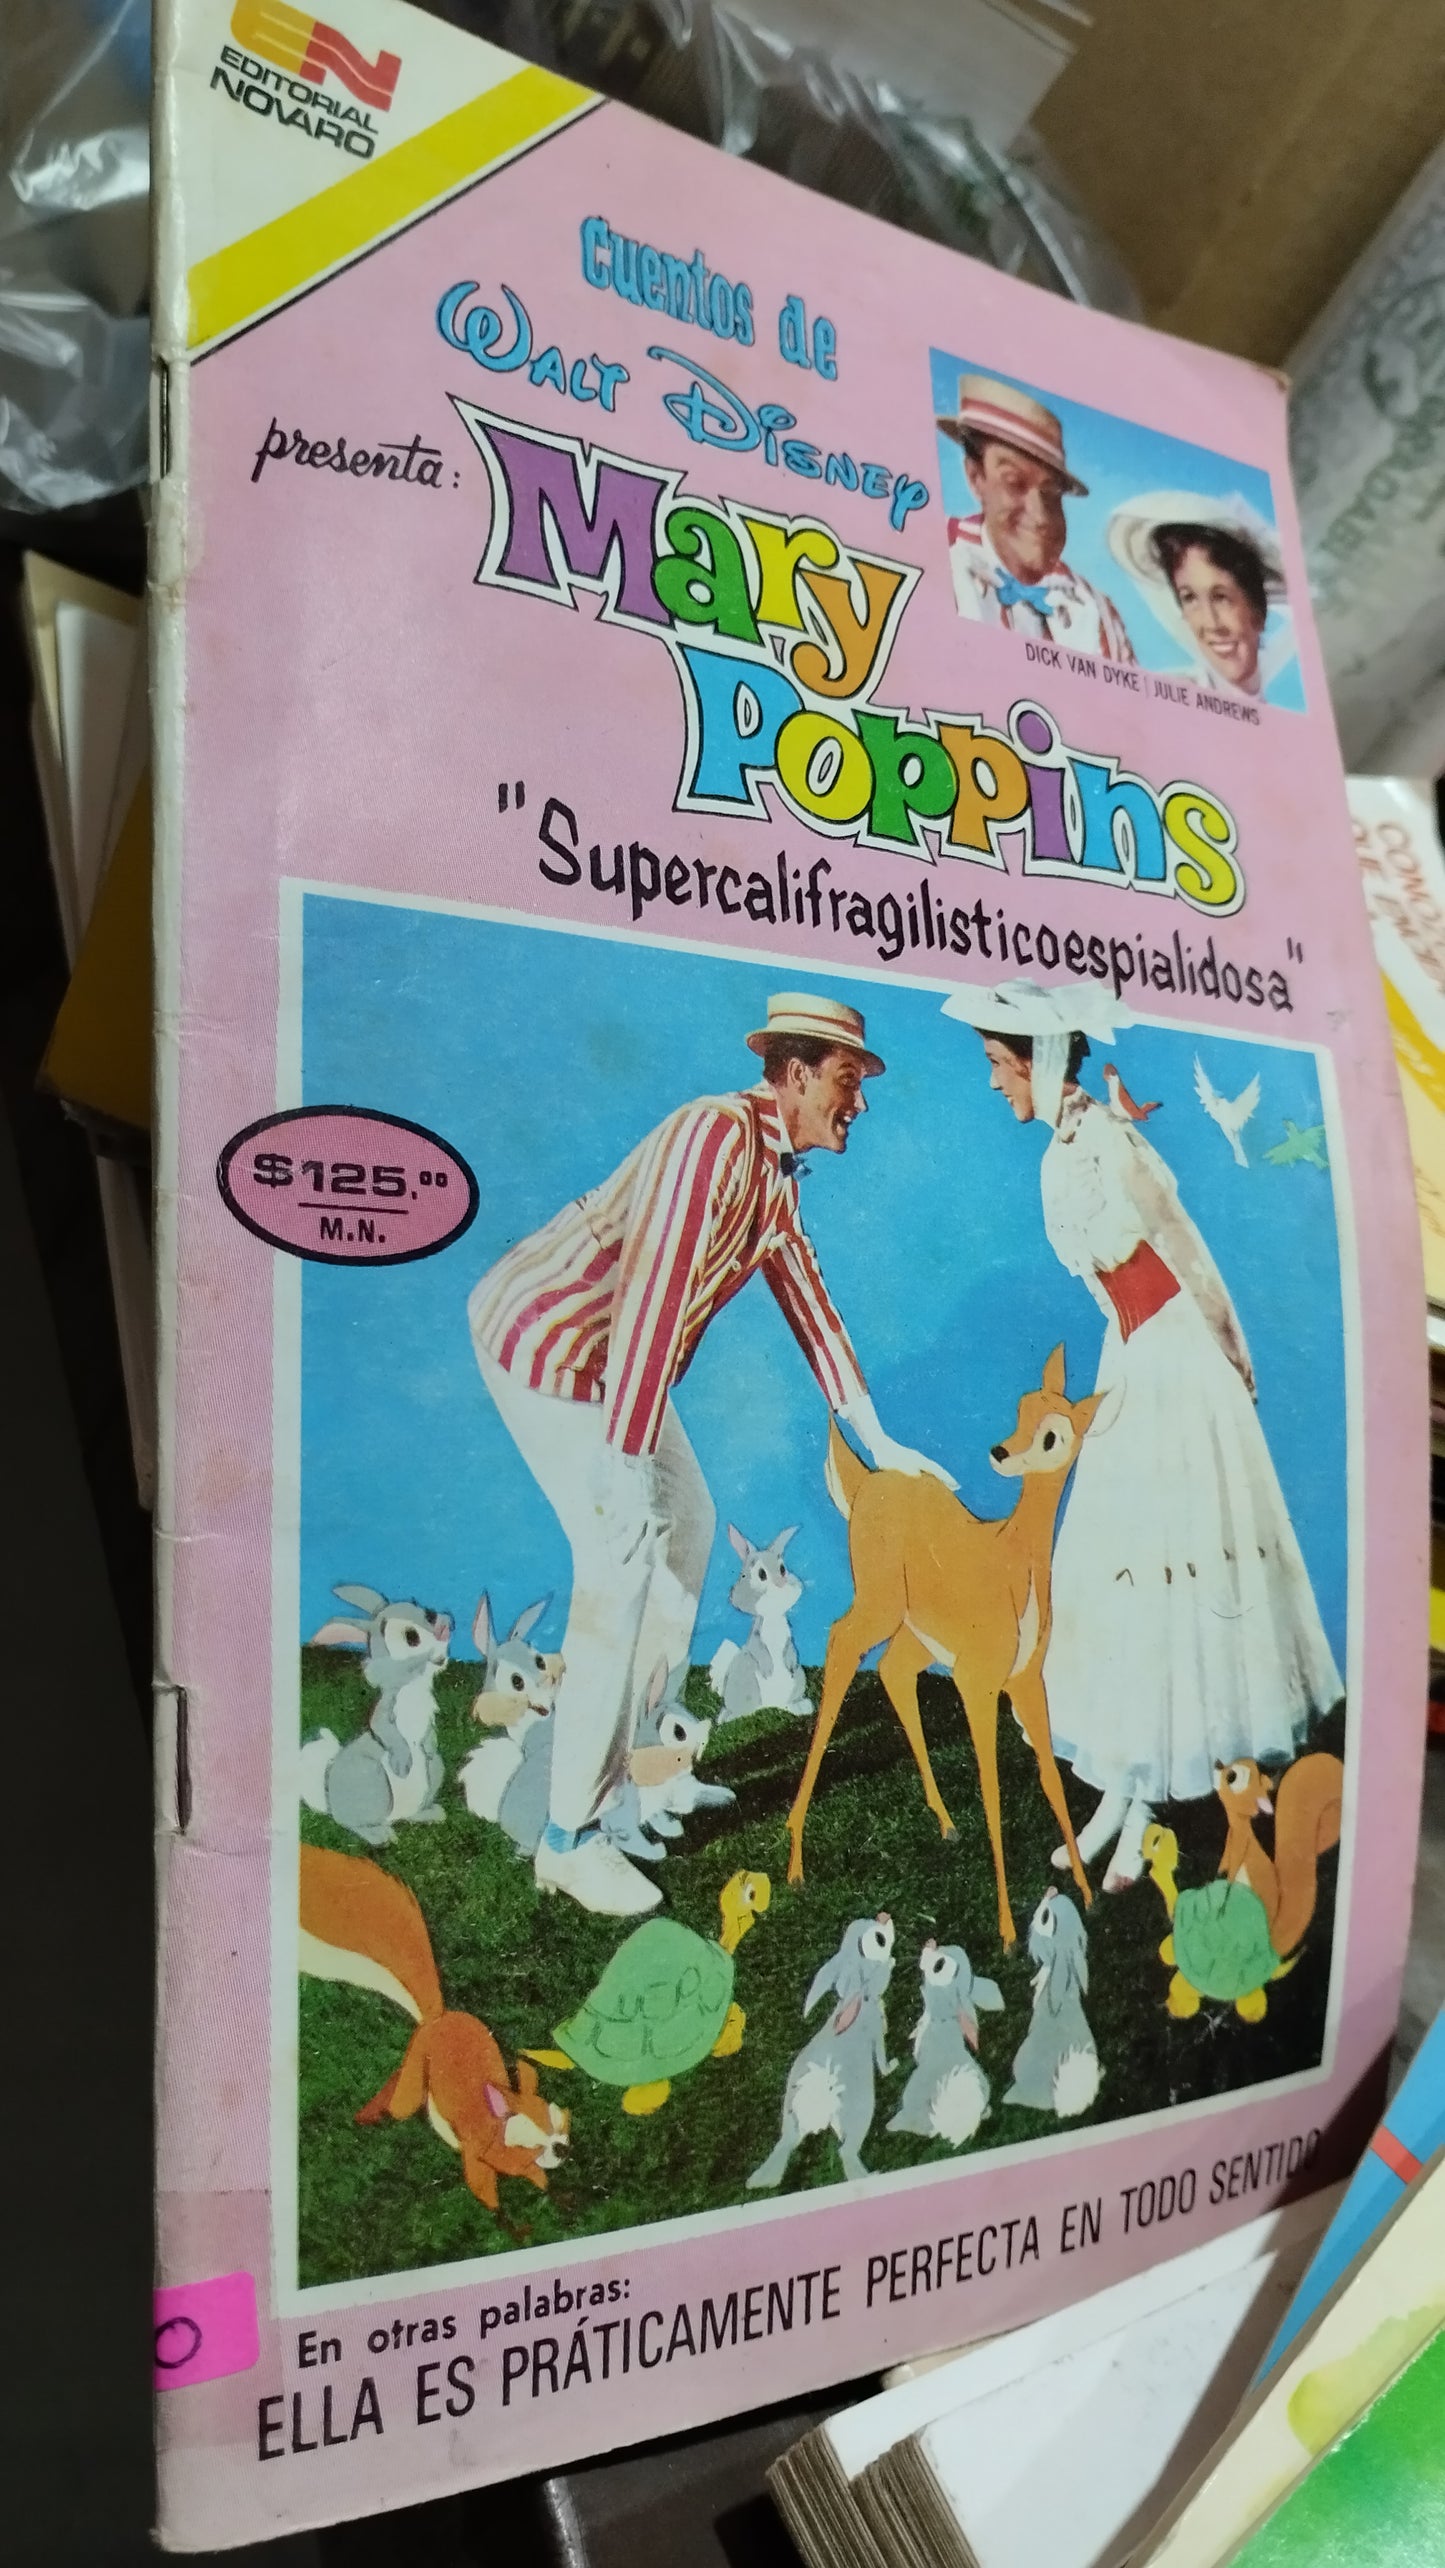 EN
EDITORIAL
NOVARO
Cuentos de
WALT DISNEY
presenta:
Mary
Poppins
DICK VAN DYKE | JULIE ANDREWS
"Supercalifragilisticoespialidosa"
$125.00
M.N.
En otras palabras:
ELLA ES PRÁTICAMENTE PERFECTA EN TODO SENTIDO